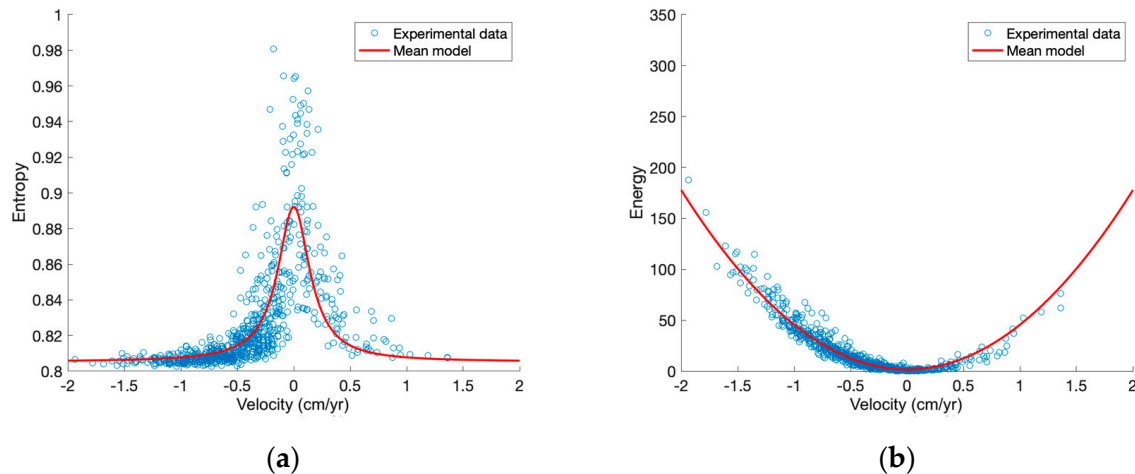 1
0.98
0.96
0.94
0.92
0.9
0.88
0.86
0.84
0.82
0.8
Entropy
-2 -1.5 -1 -0.5 0 0.5 1 1.5 2
Velocity (cm/yr)
Experimental data
Mean model
(a)
350
300
250
200
150
100
50
0
Energy
-2 -1.5 -1 -0.5 0 0.5 1 1.5 2
Velocity (cm/yr)
Experimental data
Mean model
(b)